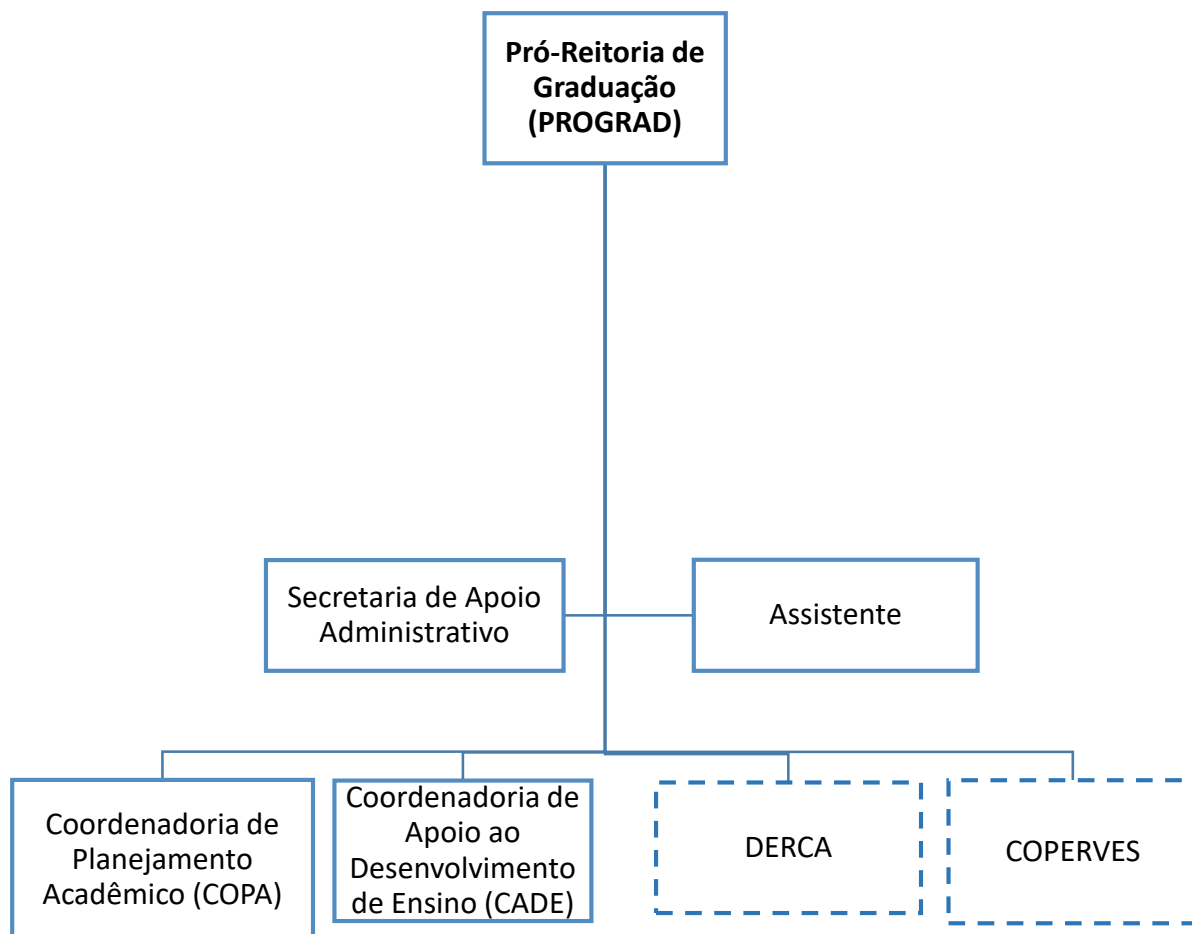 Pró-Reitoria de
Graduação
(PROGRAD)
Secretaria de Apoio
Administrativo
Assistente
Coordenadoria de
Planejamento
Acadêmico (COPA)
Coordenadoria de
Apoio ao
Desenvolvimento
de Ensino (CADE)
DERCA
COPERVES